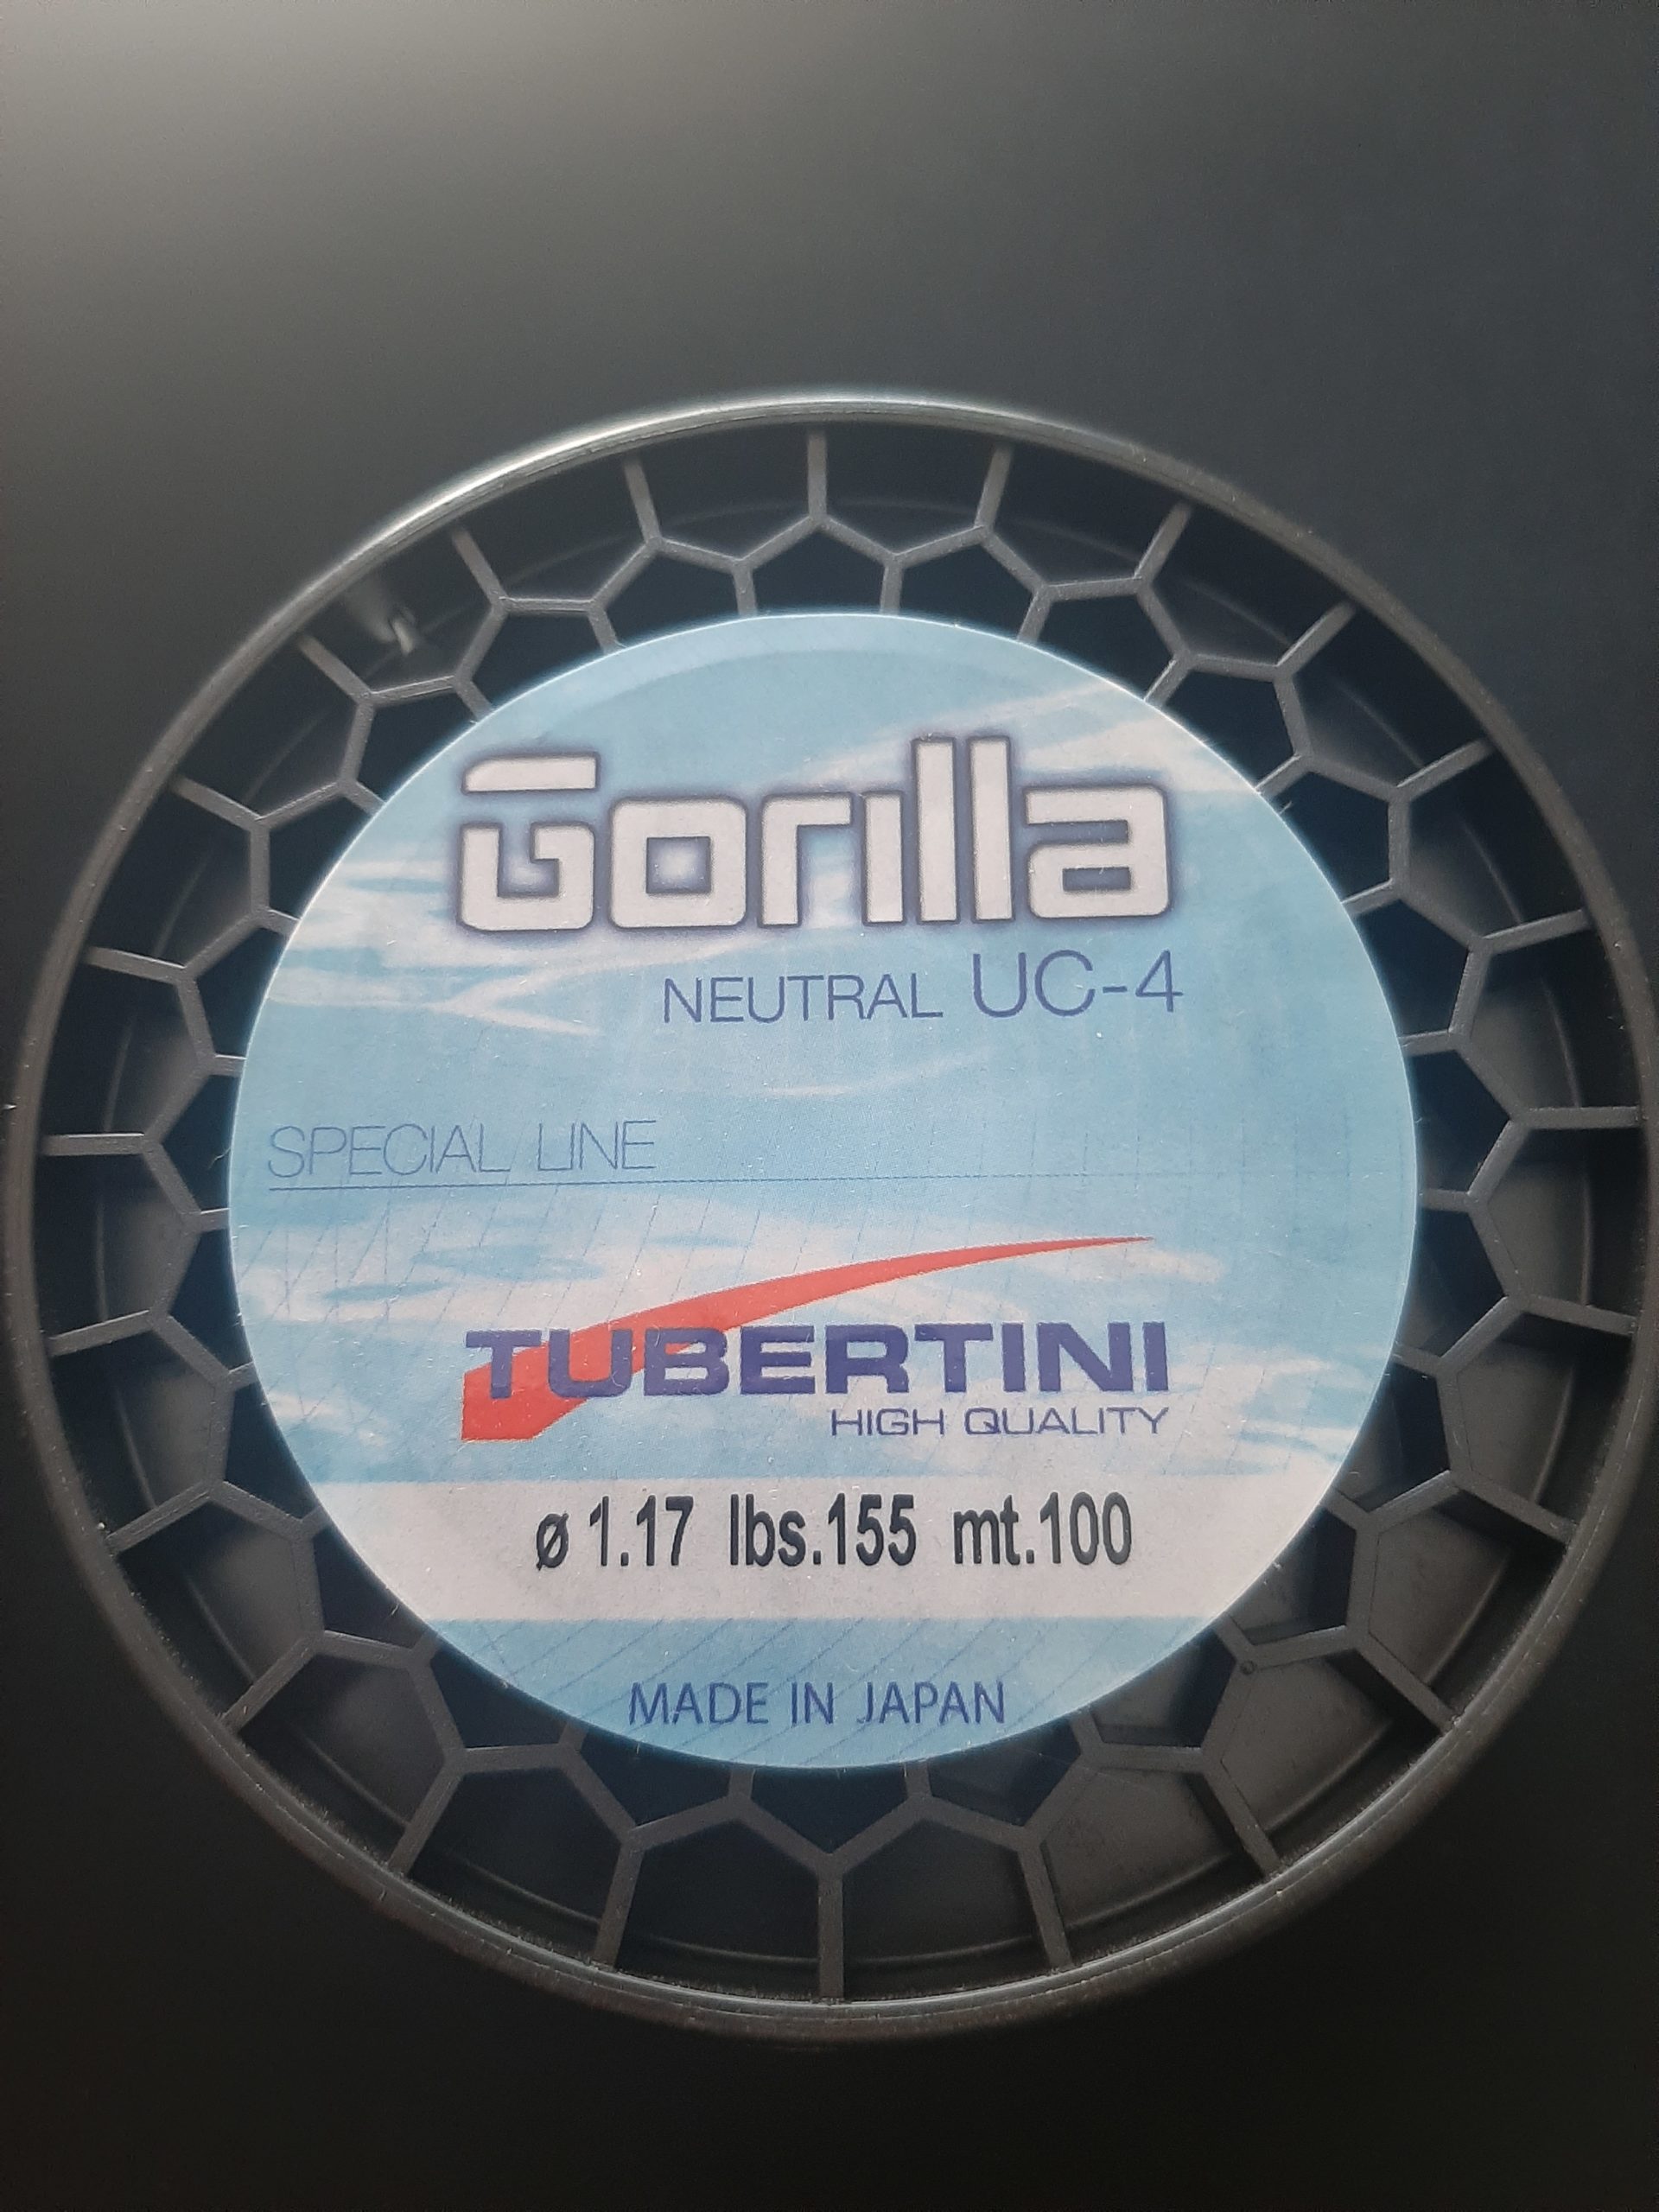 Gorilla
NEUTRAL UC-4
SPECIAL LINE
TUBERTINI
HIGH QUALITY
ø 1.17 lbs.155 mt.100
MADE IN JAPAN